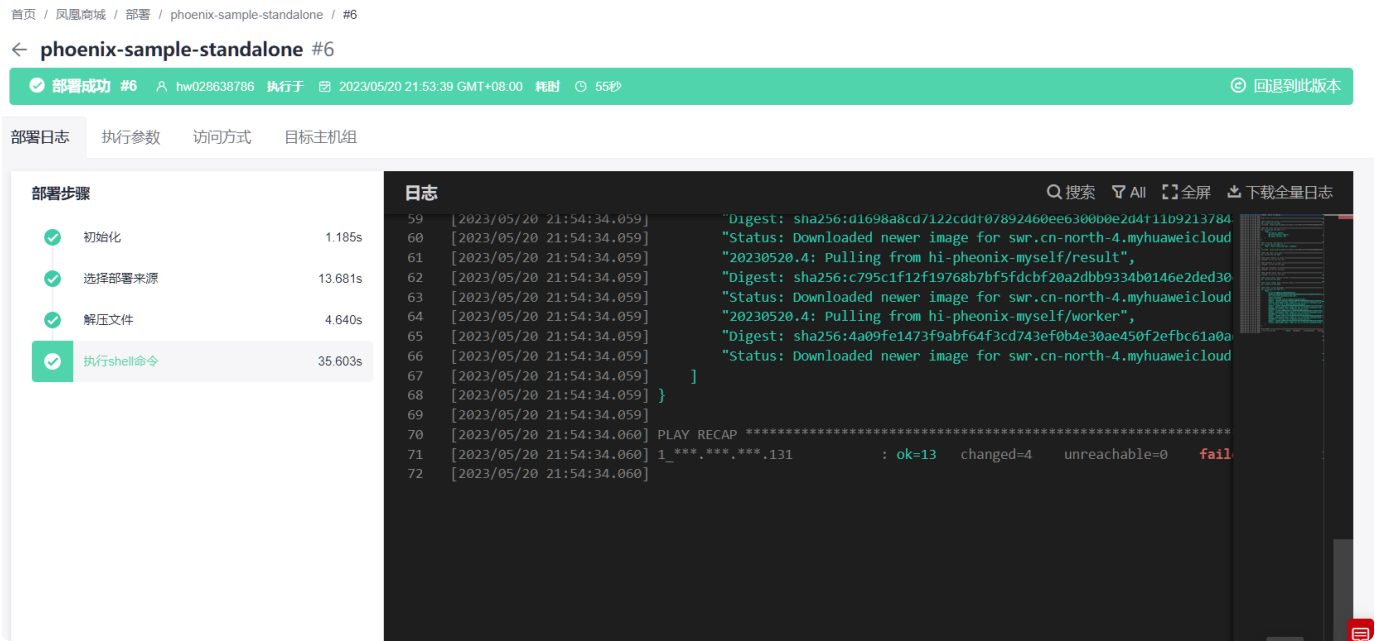 首页 / 凤凰商城 / 部署 / phoenix-sample-standalone / #6
← phoenix-sample-standalone #6
部署成功 #6 hw028638786 执行于 2023/05/20 21:53:39 GMT+08:00 耗时 55秒 回退到此版本
部署日志 执行参数 访问方式 目标主机组
部署步骤
初始化 1.185s
选择部署来源 13.681s
解压文件 4.640s
执行shell命令 35.603s
日志 搜索 All 全屏 下载全量日志
59 [2023/05/20 21:54:34.059] "Digest: sha256:d1698a8cd7122cddf07892460ee6300b0e2d4f11b9213784
60 [2023/05/20 21:54:34.059] "Status: Downloaded newer image for swr.cn-north-4.myhuaweicloud
61 [2023/05/20 21:54:34.059] "20230520.4: Pulling from hi-pheonix-myself/result",
62 [2023/05/20 21:54:34.059] "Digest: sha256:c795c1f12f19768b7bf5fdcbf20a2dbb9334b0146e2ded30
63 [2023/05/20 21:54:34.059] "Status: Downloaded newer image for swr.cn-north-4.myhuaweicloud
64 [2023/05/20 21:54:34.059] "20230520.4: Pulling from hi-pheonix-myself/worker",
65 [2023/05/20 21:54:34.059] "Digest: sha256:4a09fe1473f9abf64f3cd743ef0b4e30ae450f2efbc61a0a
66 [2023/05/20 21:54:34.059] "Status: Downloaded newer image for swr.cn-north-4.myhuaweicloud
67 [2023/05/20 21:54:34.059] ]
68 [2023/05/20 21:54:34.059] }
69 [2023/05/20 21:54:34.059]
70 [2023/05/20 21:54:34.060] PLAY RECAP *************************************************************
71 [2023/05/20 21:54:34.060] 1_***.***.***.131 : ok=13 changed=4 unreachable=0 faile
72 [2023/05/20 21:54:34.060]